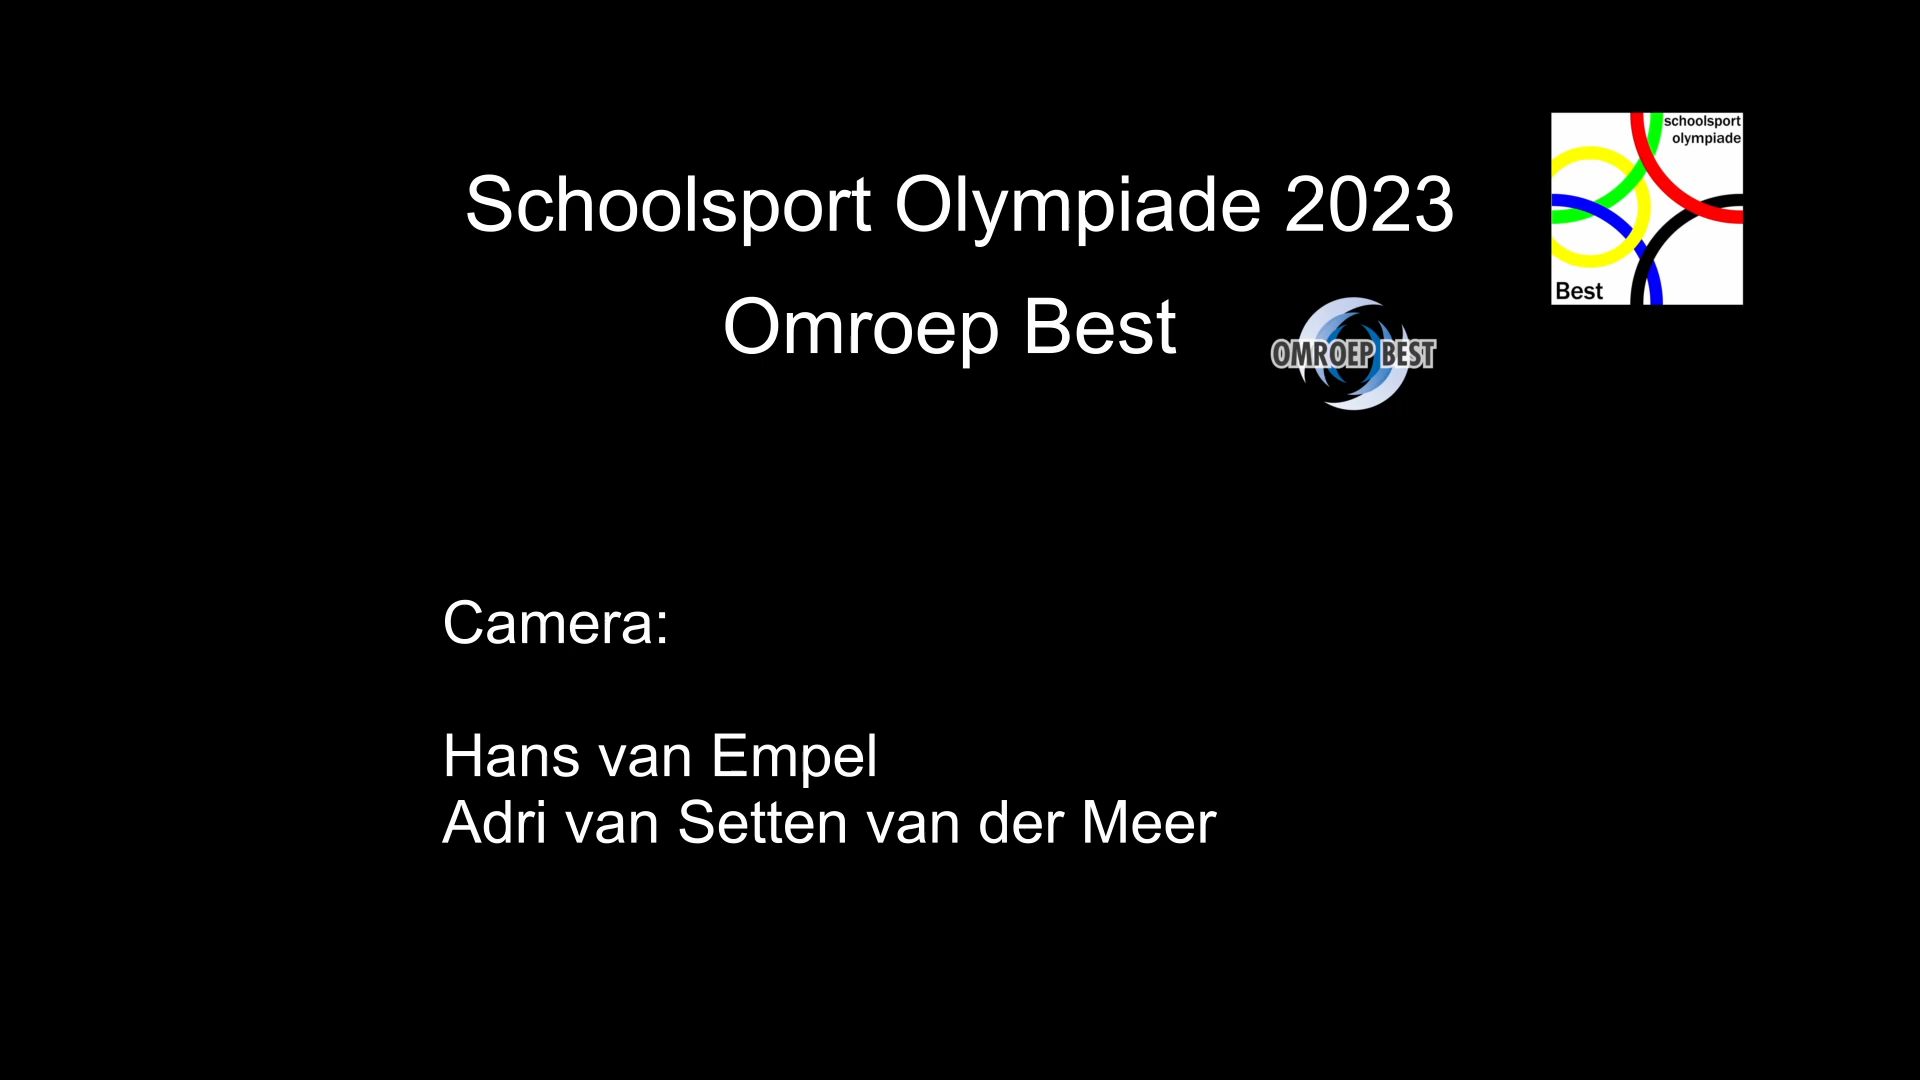 schoolsport
olympiade
Best
Schoolsport Olympiade 2023
Omroep Best
OMROEP BEST
Camera:
Hans van Empel
Adri van Setten van der Meer